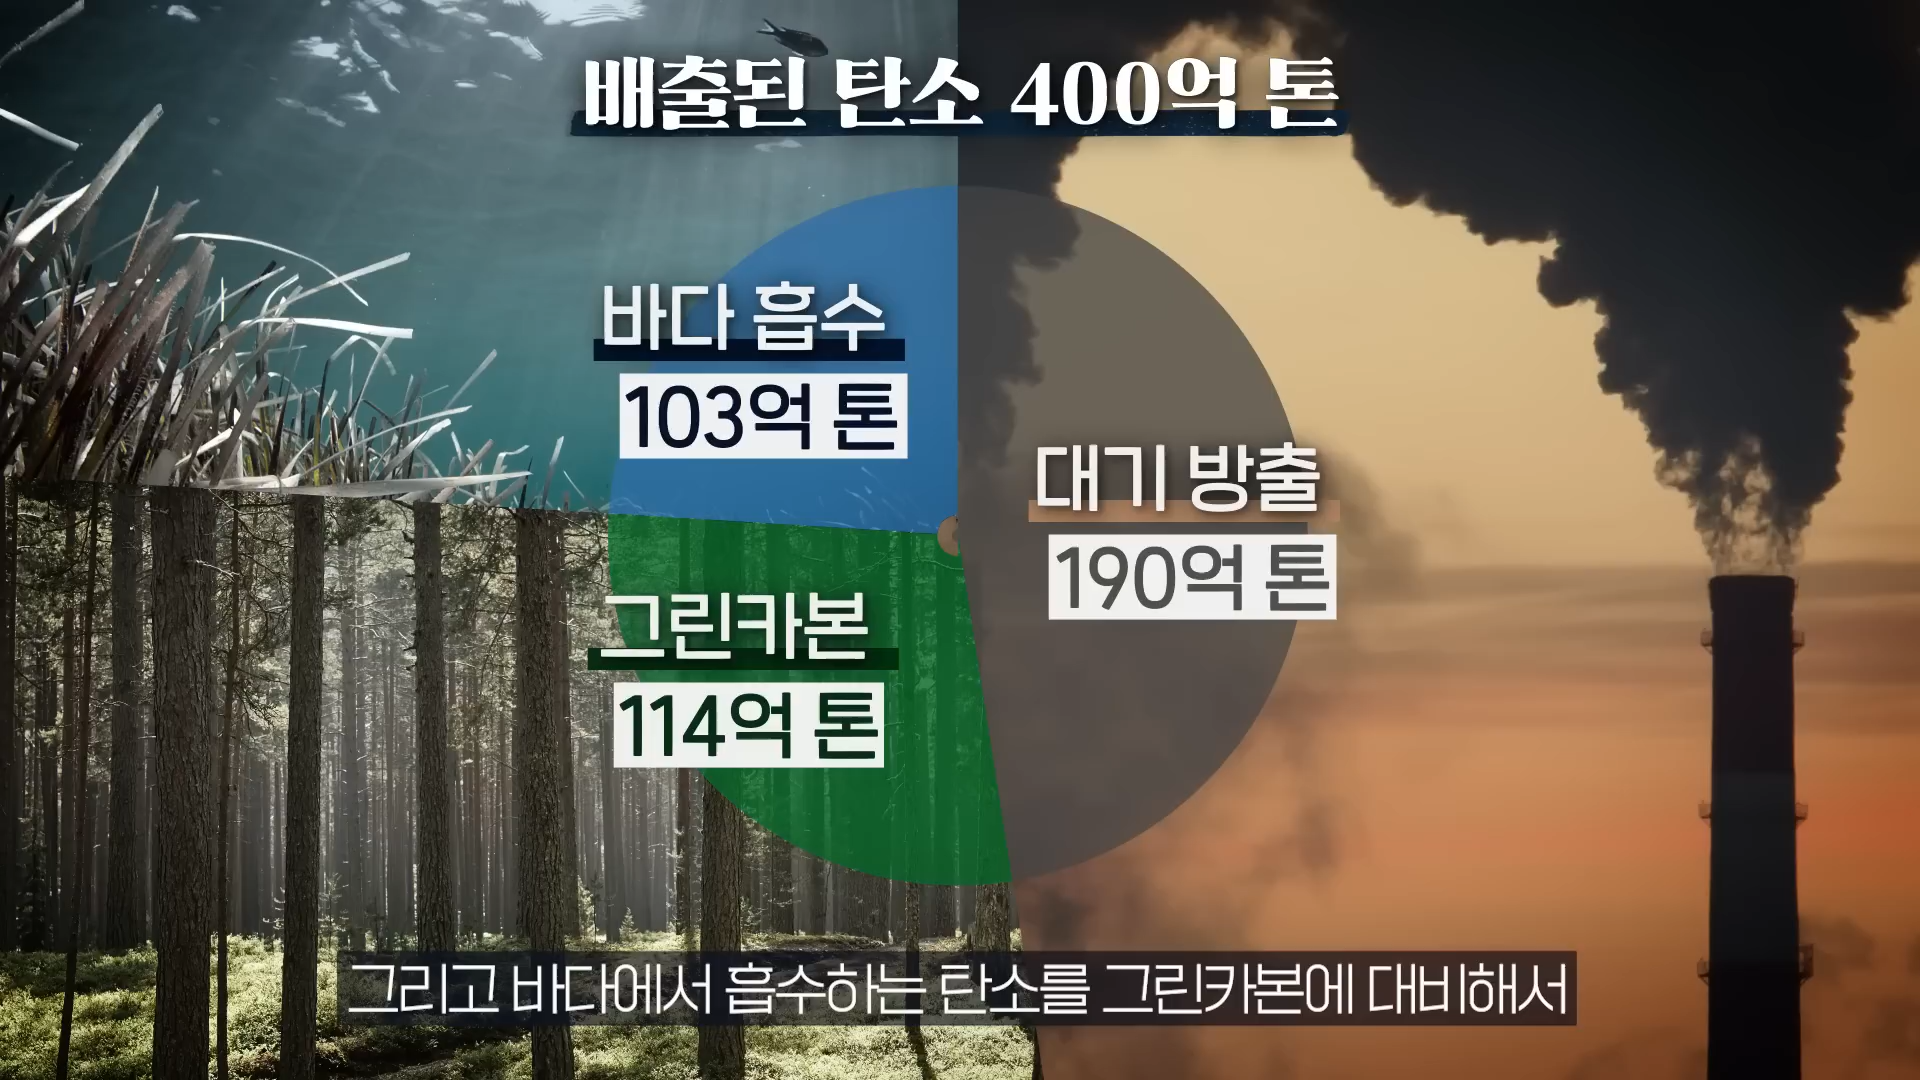 배출된 탄소 400억 톤
바다 흡수
103억 톤
대기 방출
190억 톤
그린카본
114억 톤
그리고 바다에서 흡수하는 탄소를 그린카본에 대비해서